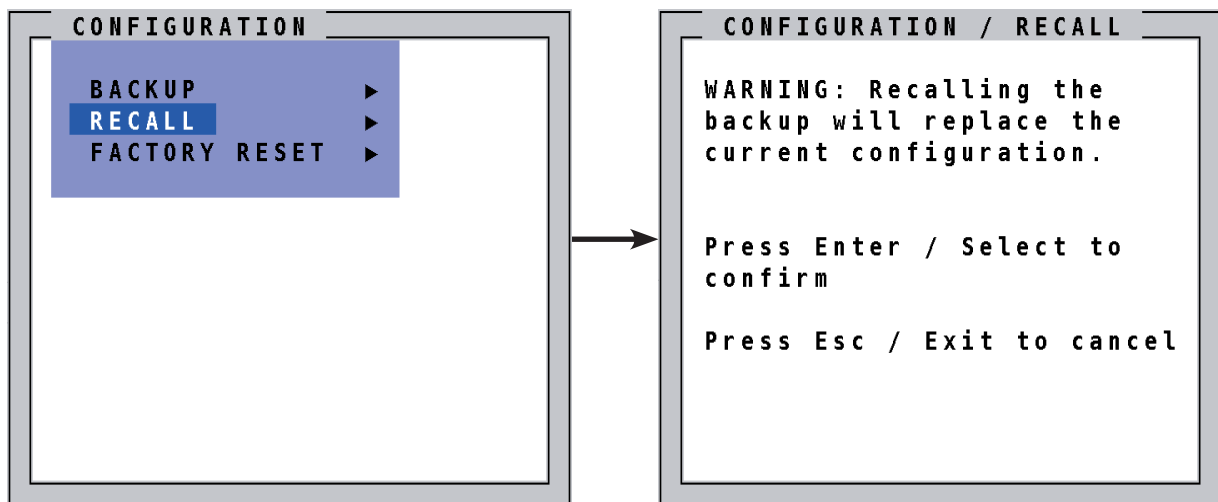 CONFIGURATION
BACKUP ►
RECALL ►
FACTORY RESET ►
CONFIGURATION / RECALL
WARNING: Recalling the
backup will replace the
current configuration.
Press Enter / Select to
confirm
Press Esc / Exit to cancel